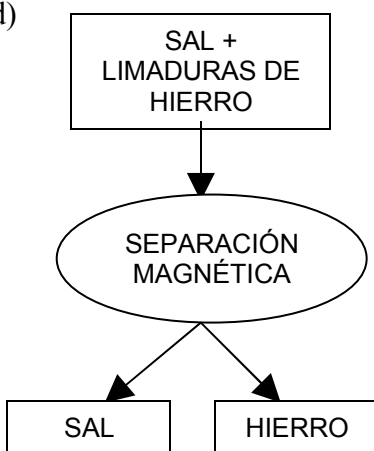 d)
SAL +
LIMADURAS DE
HIERRO
SEPARACIÓN
MAGNÉTICA
SAL
HIERRO